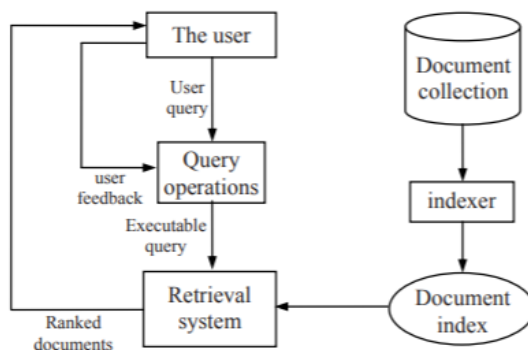 The user
Document
collection
User
query
user
feedback
Query
operations
indexer
Executable
query
Retrieval
system
Document
index
Ranked
documents